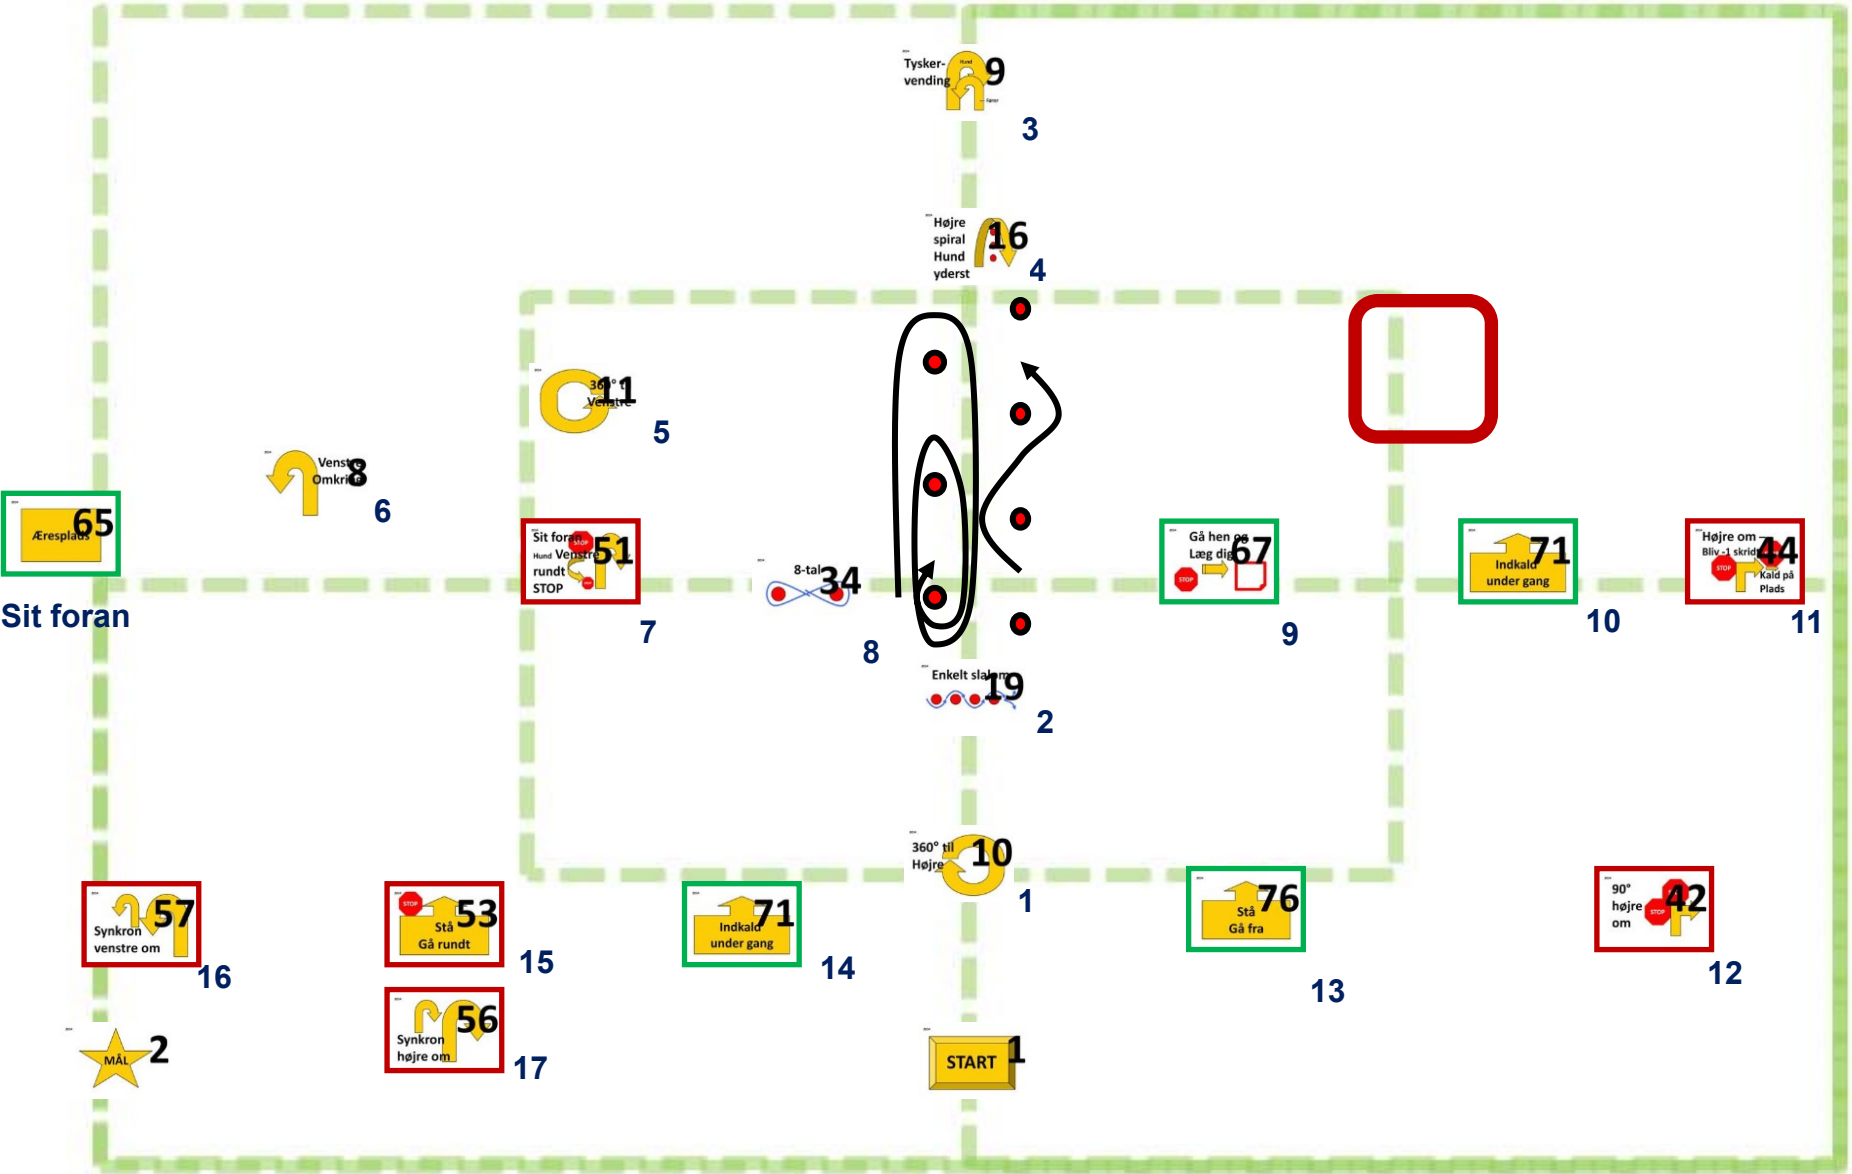 Tysker-
vending
Hund
Fører
9
3
Højre
spiral
Hund
yderst
16
4
360° til
Venstre
11
5
Venstre
Omkring
8
6
Æresplads
65
Sit foran
Sit foran
Hund Venstre
rundt
STOP
STOP
51
7
8-tal
34
8
Gå hen og
Læg dig
STOP
67
9
Indkald
under gang
71
10
Højre om
Bliv -1 skridt
STOP
Kald på
Plads
44
11
Enkelt slalom
19
2
360° til
Højre
10
1
Synkron
venstre om
57
16
STOP
Stå
Gå rundt
53
15
Indkald
under gang
71
14
Stå
Gå fra
76
13
90°
højre
om
STOP
STOP
42
12
Synkron
højre om
56
17
MÅL
2
START
1